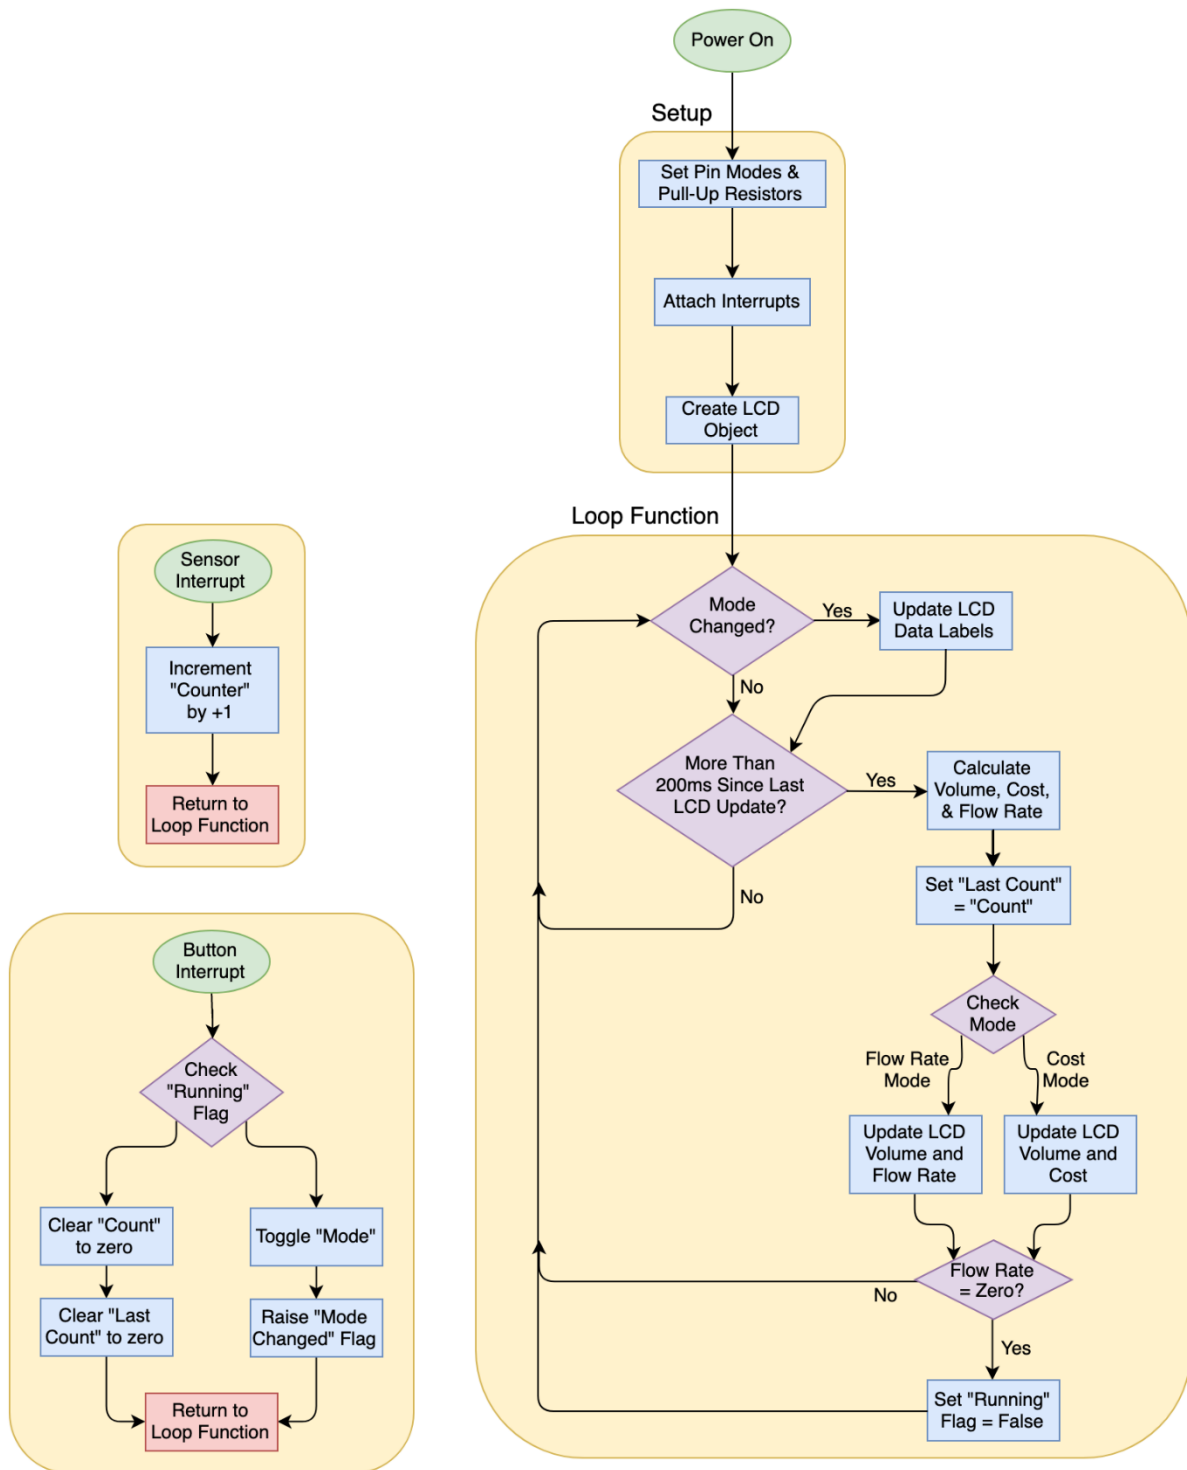 Power On
Setup
Set Pin Modes &
Pull-Up Resistors
Attach Interrupts
Create LCD
Object
Loop Function
Mode
Changed?
Yes
Update LCD
Data Labels
No
More Than
200ms Since Last
LCD Update?
Yes
Calculate
Volume, Cost,
& Flow Rate
No
Set "Last Count"
= "Count"
Check
Mode
Flow Rate
Mode
Cost
Mode
Update LCD
Volume and
Flow Rate
Update LCD
Volume and
Cost
Flow Rate
= Zero?
No
Yes
Set "Running"
Flag = False
Sensor
Interrupt
Increment
"Counter"
by +1
Return to
Loop Function
Button
Interrupt
Check
"Running"
Flag
Clear "Count"
to zero
Clear "Last
Count" to zero
Toggle "Mode"
Raise "Mode
Changed" Flag
Return to
Loop Function